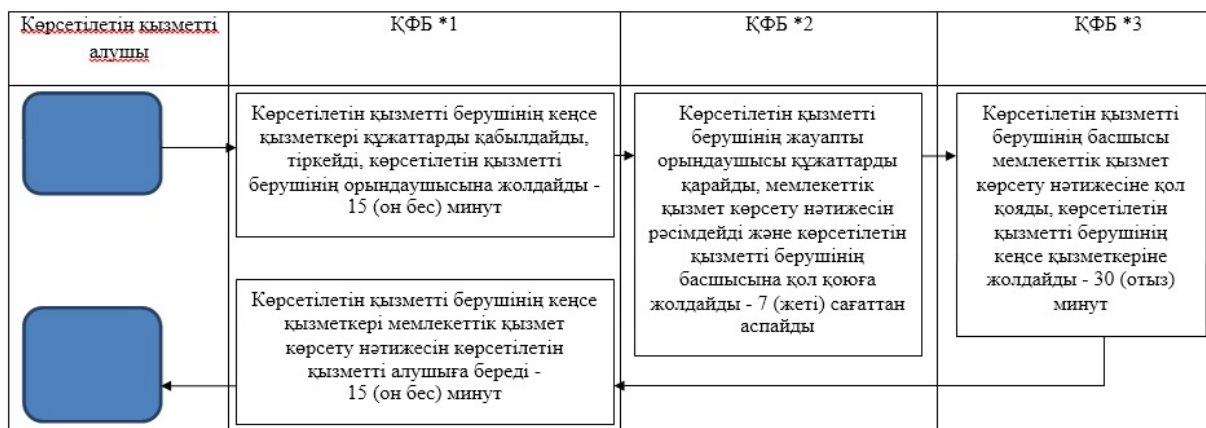 Көрсетілетін қызметті
алушы
ҚФБ *1
ҚФБ *2
ҚФБ *3
Көрсетілетін қызметті берушінің кеңсе
қызметкері құжаттарды қабылдайды,
тіркейді, көрсетілетін қызметті
берушінің орындаушысына жолдайды -
15 (он бес) минут
Көрсетілетін қызметті
берушінің жауапты
орындаушысы құжаттарды
қарайды, мемлекеттік
қызмет көрсету нәтижесін
рәсімдейді және көрсетілетін
қызметті берушінің
басшысына қол қоюға
жолдайды - 7 (жеті) сағаттан
аспайды
Көрсетілетін қызметті
берушінің басшысы
мемлекеттік қызмет
көрсету нәтижесіне қол
қояды, көрсетілетін
қызметті берушінің
кеңсе қызметкеріне
жолдайды - 30 (отыз)
минут
Көрсетілетін қызметті берушінің кеңсе
қызметкері мемлекеттік қызмет
көрсету нәтижесін көрсетілетін
қызметті алушыға береді -
15 (он бес) минут